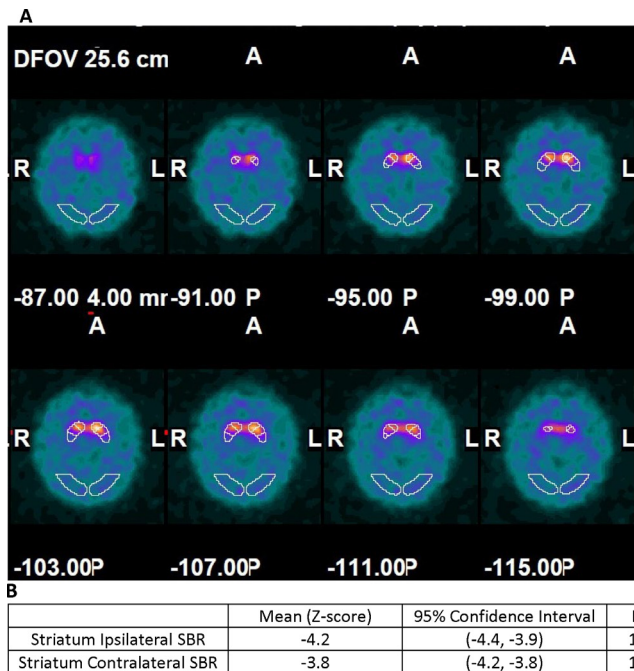 A
DFOV 25.6 cm A A A
R L R L R L R L
-87.00 4.00 mr -91.00 P -95.00 P -99.00 P
A A A A
R L R L R L R L
-103.00P -107.00P -111.00P -115.00P
B
Mean (Z-score) 95% Confidence Interval
Striatum Ipsilateral SBR -4.2 (-4.4, -3.9) 1
Striatum Contralateral SBR -3.8 (-4.2, -3.8) 1